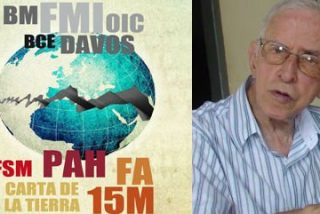 BM FMI OIC
BCE DAVOS
FSM PAH FA
CARTA DE
LA TIERRA 15M